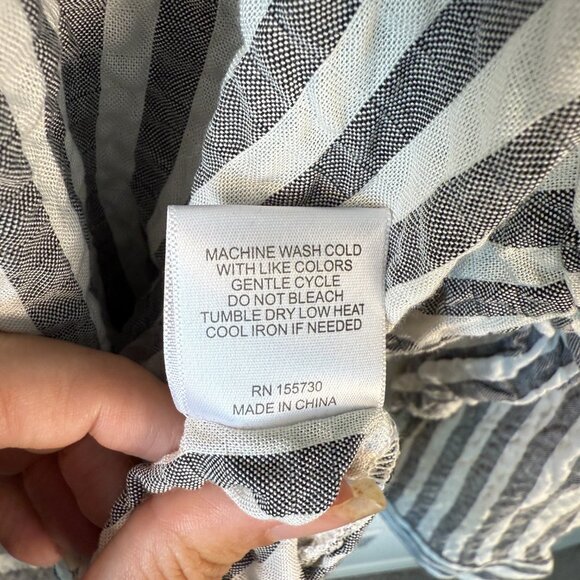 MACHINE WASH COLD
WITH LIKE COLORS
GENTLE CYCLE
DO NOT BLEACH
TUMBLE DRY LOW HEAT
COOL IRON IF NEEDED
RN 155730
MADE IN CHINA